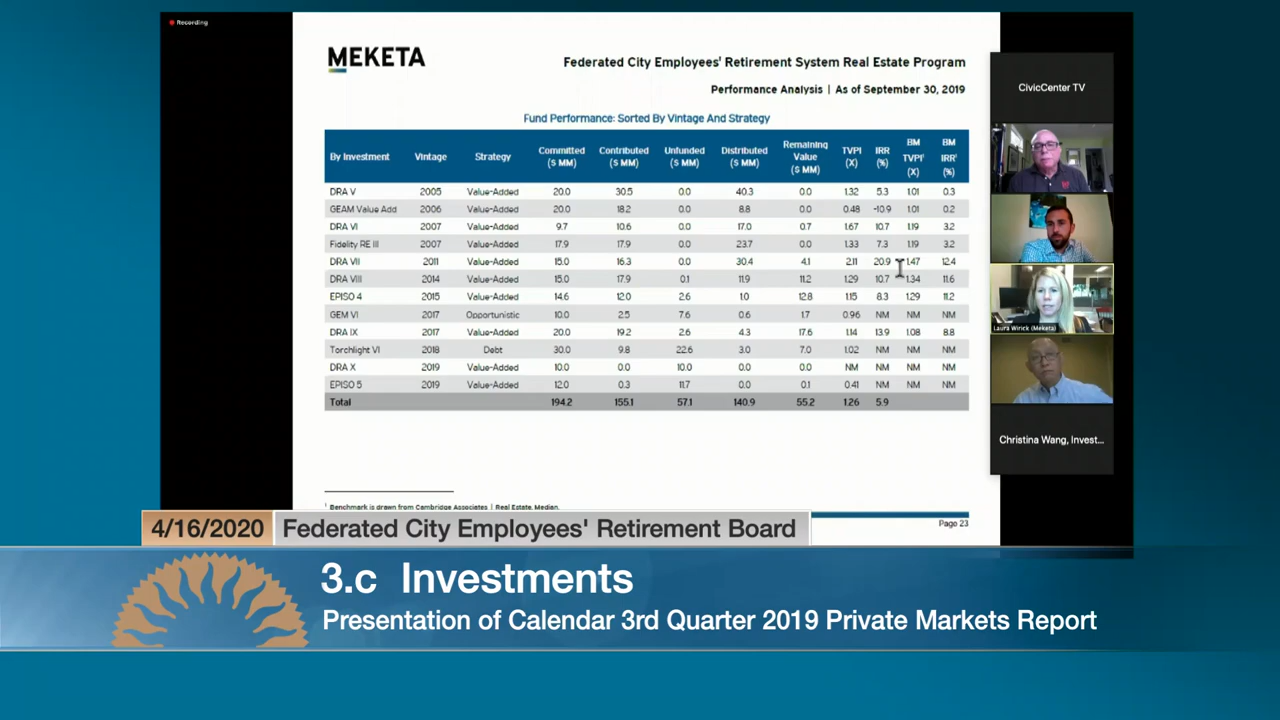 Recording
MEKETA
Federated City Employees' Retirement System Real Estate Program
Performance Analysis | As of September 30, 2019
Fund Performance: Sorted By Vintage And Strategy
By Investment Vintage Strategy Committed ($ MM) Contributed ($ MM) Unfunded ($ MM) Distributed ($ MM) Remaining Value ($ MM) TVPI (X) IRR (%) BM TVPI¹ (X) BM IRR¹ (%)
DRA V 2005 Value-Added 20.0 30.5 0.0 40.3 0.0 1.32 5.3 1.01 0.3
GEAM Value Add 2006 Value-Added 20.0 18.2 0.0 8.8 0.0 0.48 -10.9 1.01 0.2
DRA VI 2007 Value-Added 9.7 10.6 0.0 17.0 0.7 1.67 10.7 1.19 3.2
Fidelity RE III 2007 Value-Added 17.9 17.9 0.0 23.7 0.0 1.33 7.3 1.19 3.2
DRA VII 2011 Value-Added 15.0 16.3 0.0 30.4 4.1 2.11 20.9 1.47 12.4
DRA VIII 2014 Value-Added 15.0 17.9 0.1 11.9 11.2 1.29 10.7 1.34 11.6
EPISO 4 2015 Value-Added 14.6 12.0 2.6 1.0 12.8 1.15 8.3 1.29 11.2
GEM VI 2017 Opportunistic 10.0 2.5 7.6 0.6 1.7 0.96 NM NM NM
DRA IX 2017 Value-Added 20.0 19.2 2.6 4.3 17.6 1.14 13.9 1.08 8.8
Torchlight VI 2018 Debt 30.0 9.8 22.6 3.0 7.0 1.02 NM NM NM
DRA X 2019 Value-Added 10.0 0.0 10.0 0.0 0.0 NM NM NM NM
EPISO 5 2019 Value-Added 12.0 0.3 11.7 0.0 0.1 0.41 NM NM NM
Total 194.2 155.1 57.1 140.9 55.2 1.26 5.9
¹ Benchmark is drawn from Cambridge Associates | Real Estate, Median.
Page 23
CivicCenter TV
Laura Wirick (Meketa)
Christina Wang, Invest...
4/16/2020 Federated City Employees' Retirement Board
3.c Investments
Presentation of Calendar 3rd Quarter 2019 Private Markets Report